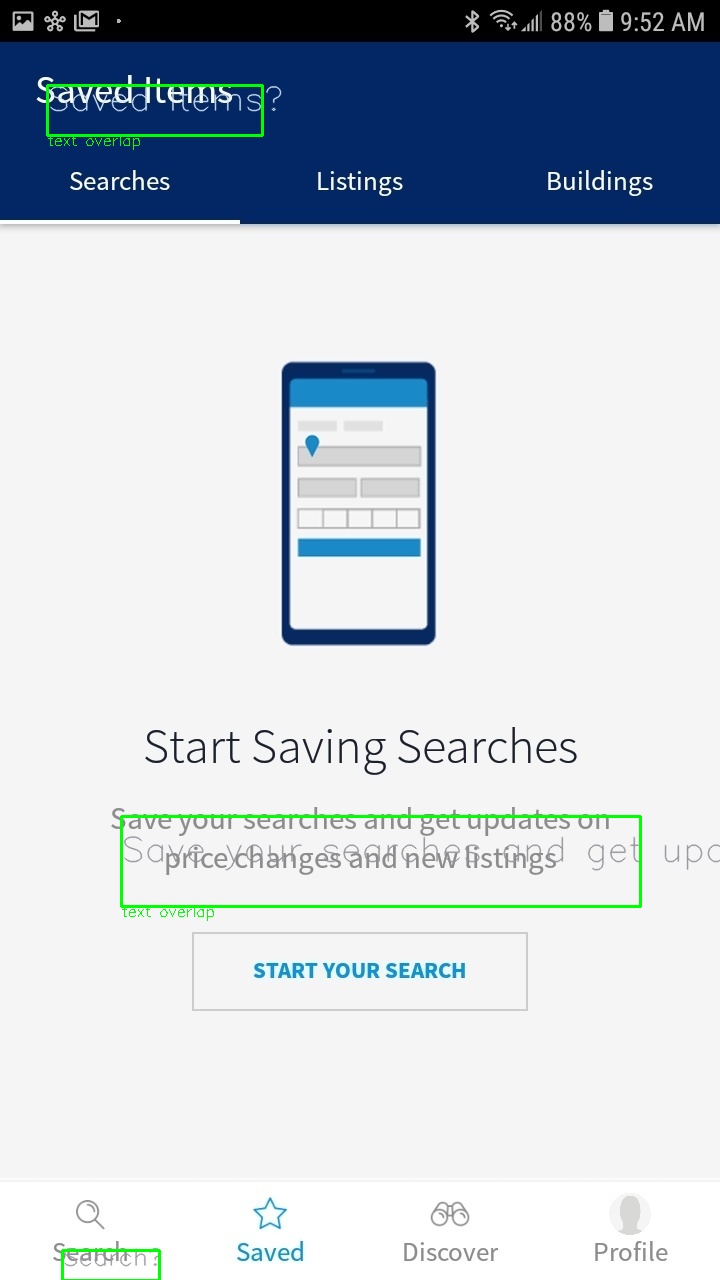 88% 9:52 AM
Saved Items
Saved Items?
text overlap
Searches Listings Buildings
Start Saving Searches
Save your searches and get updates on
Save your searches and get upd
price changes and new listings
text overlap
START YOUR SEARCH
Search Saved Discover Profile
Search?